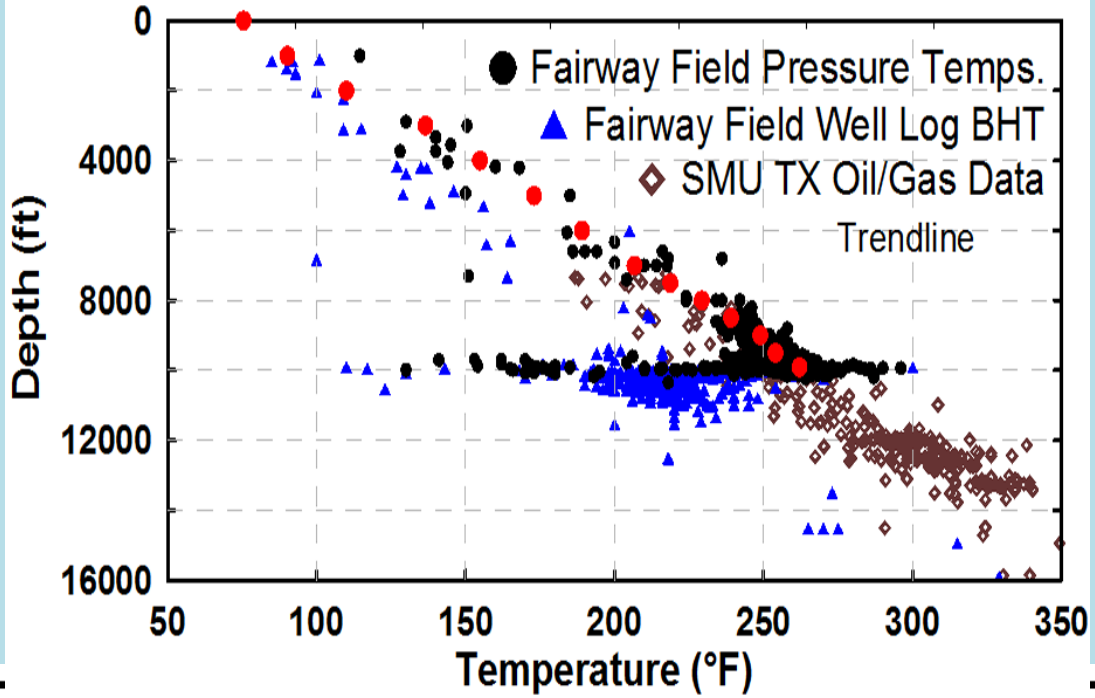 0
4000
8000
12000
16000
Depth (ft)
Fairway Field Pressure Temps.
Fairway Field Well Log BHT
SMU TX Oil/Gas Data
Trendline
50 100 150 200 250 300 350
Temperature (°F)